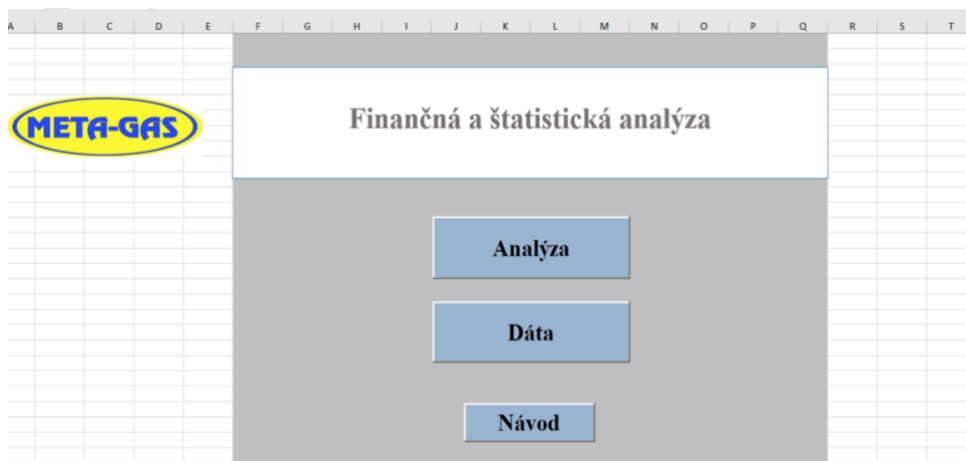 A B C D E F G H I J K L M N O P Q R S T
META-GAS
Finančná a štatistická analýza
Analýza
Dáta
Návod